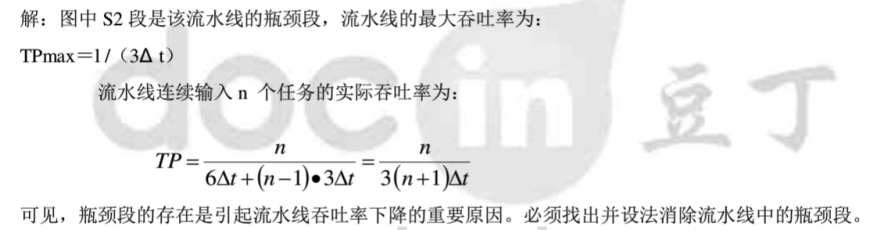 解：图中 S2 段是该流水线的瓶颈段，流水线的最大吞吐率为：
TPmax＝1/（3Δ t）
流水线连续输入 n 个任务的实际吞吐率为：
TP = n / (6Δt + (n−1)•3Δt) = n / (3(n+1)Δt)
可见，瓶颈段的存在是引起流水线吞吐率下降的重要原因。必须找出并设法消除流水线中的瓶颈段。
docin 豆丁